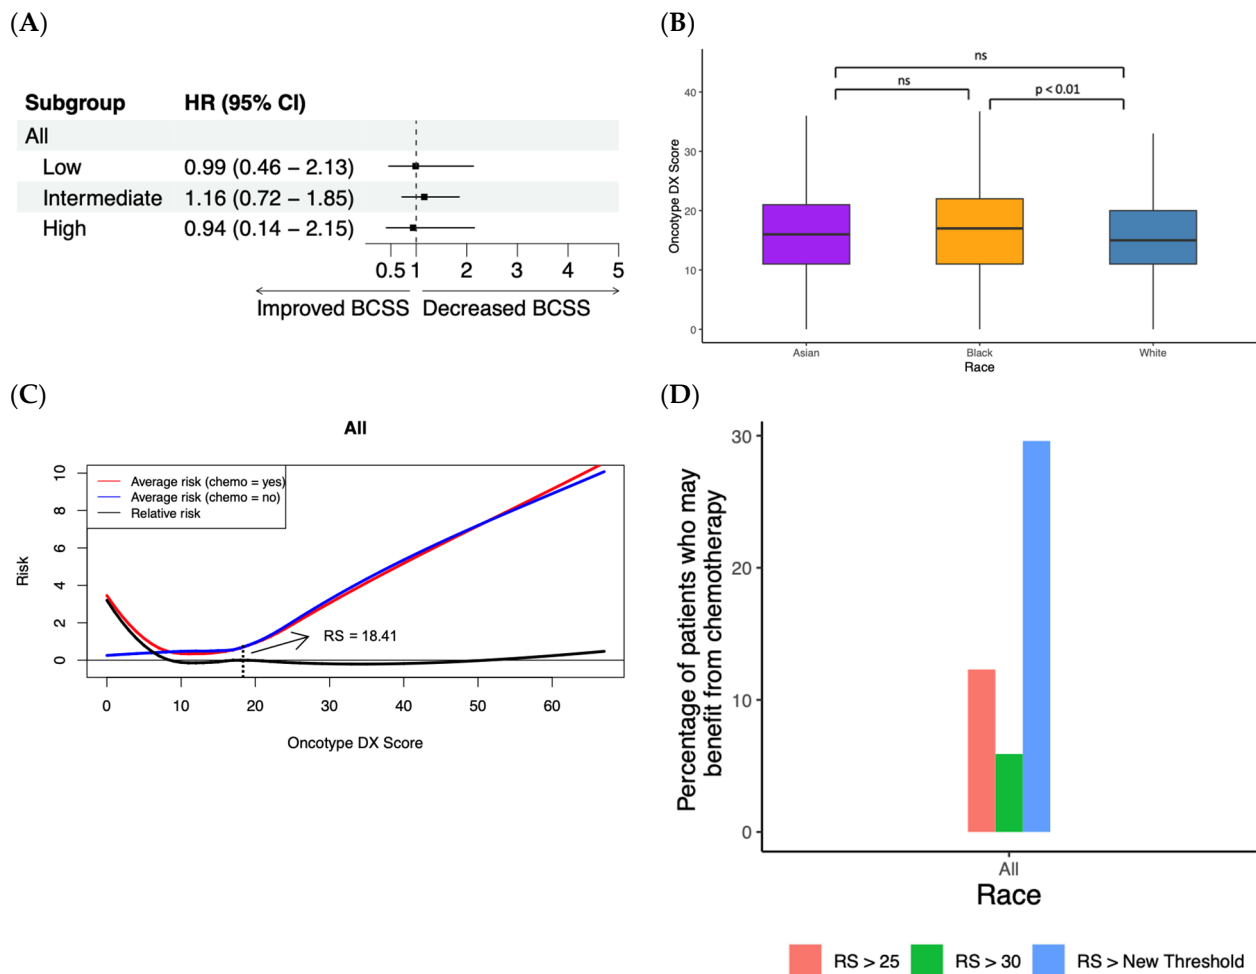 (A)
Subgroup HR (95% CI)
All
Low 0.99 (0.46 – 2.13)
Intermediate 1.16 (0.72 – 1.85)
High 0.94 (0.14 – 2.15)
0.5 1 2 3 4 5
Improved BCSS Decreased BCSS
(B)
ns
ns
p < 0.01
Oncotype DX Score
40
30
20
10
0
Asian Black White
Race
(C)
All
Average risk (chemo = yes)
Average risk (chemo = no)
Relative risk
Risk
10
8
6
4
2
0
RS = 18.41
0 10 20 30 40 50 60
Oncotype DX Score
(D)
Percentage of patients who may
benefit from chemotherapy
30
20
10
0
All
Race
RS > 25 RS > 30 RS > New Threshold